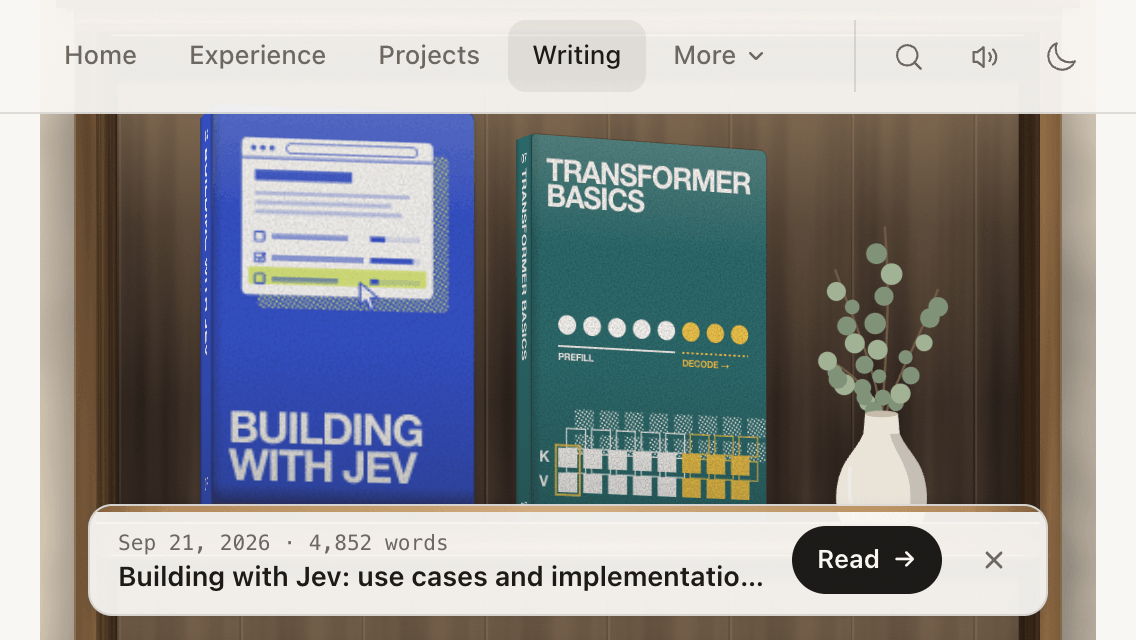 Home Experience Projects Writing More
TRANSFORMER
BASICS
TRANSFORMER BASICS
PREFILL
DECODE →
BUILDING
WITH JEV
K
V
Sep 21, 2026 · 4,852 words
Building with Jev: use cases and implementatio...
Read →